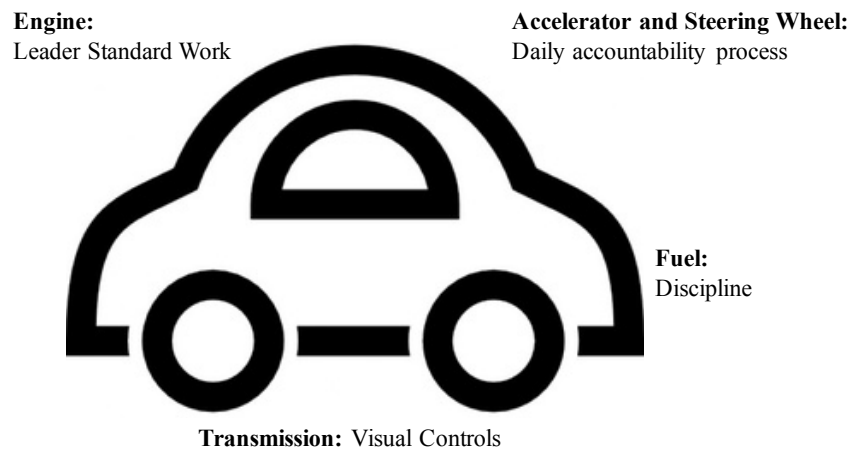 Engine:
Leader Standard Work
Accelerator and Steering Wheel:
Daily accountability process
Fuel:
Discipline
Transmission: Visual Controls